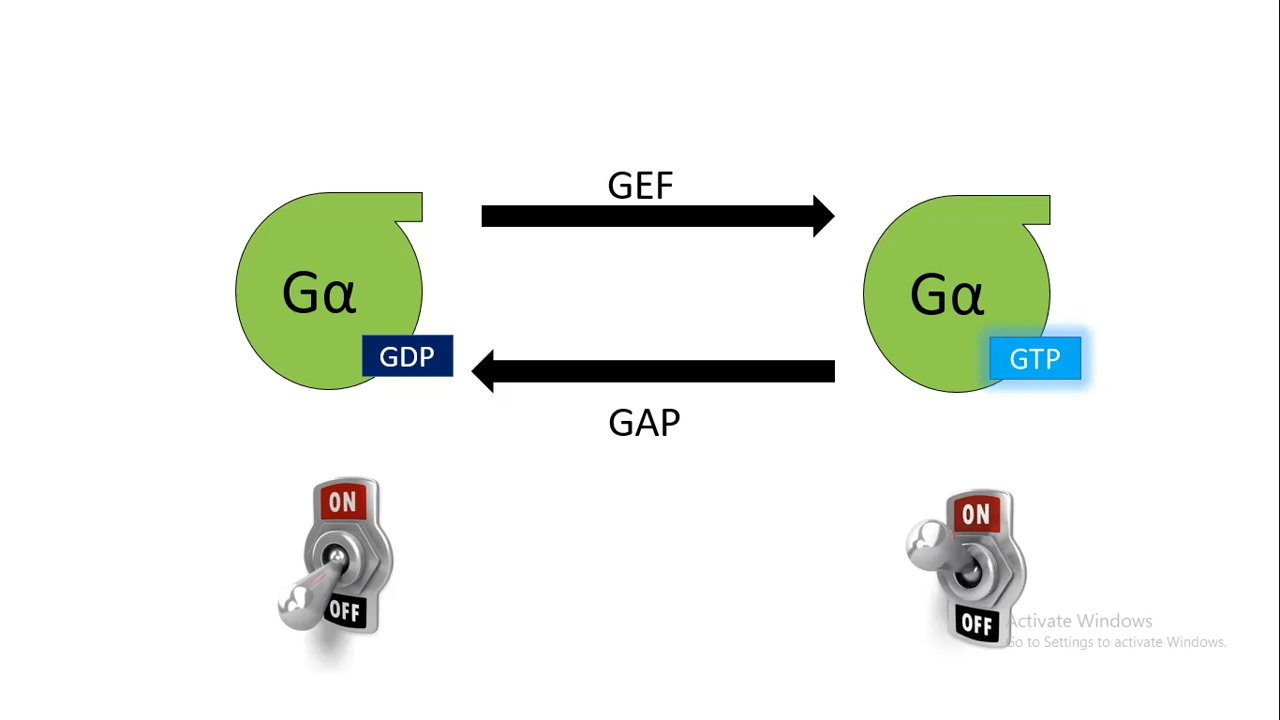 GEF
Gα
Gα
GDP
GTP
GAP
ON
ON
OFF
OFF
Activate Windows
Go to Settings to activate Windows.